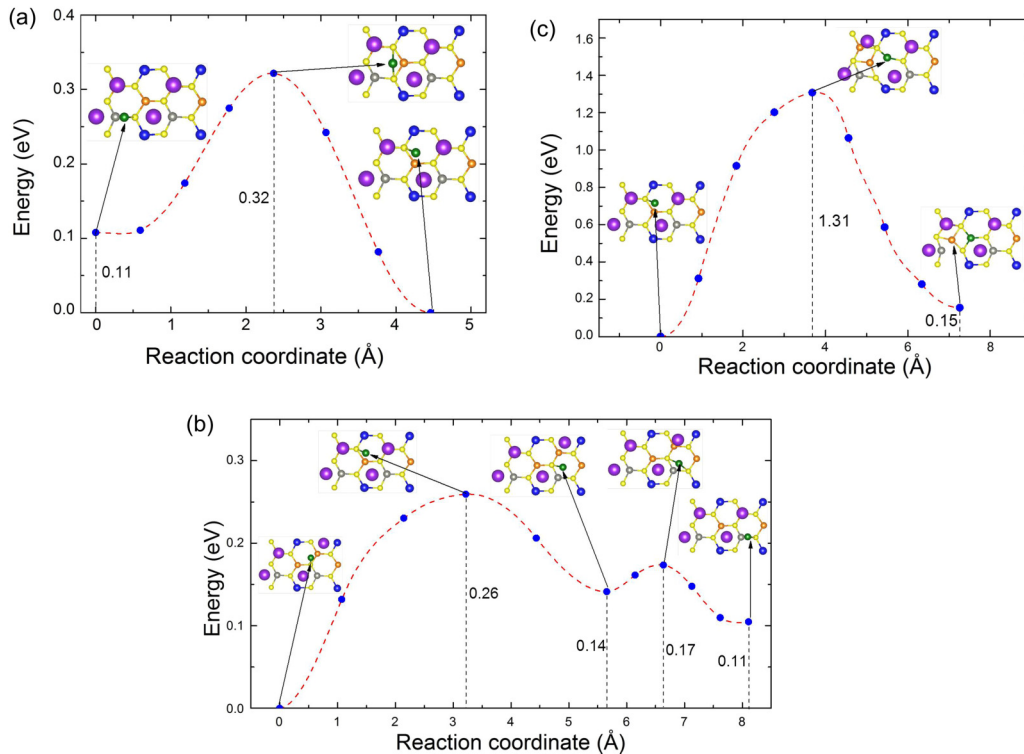 (a)
Energy (eV)
0.4
0.3
0.2
0.1
0.0
0.11
0.32
0 1 2 3 4 5
Reaction coordinate (Å)
(c)
Energy (eV)
1.6
1.4
1.2
1.0
0.8
0.6
0.4
0.2
0.0
1.31
0.15
0 2 4 6 8
Reaction coordinate (Å)
(b)
Energy (eV)
0.3
0.2
0.1
0.0
0.26
0.14
0.17
0.11
0 1 2 3 4 5 6 7 8
Reaction coordinate (Å)